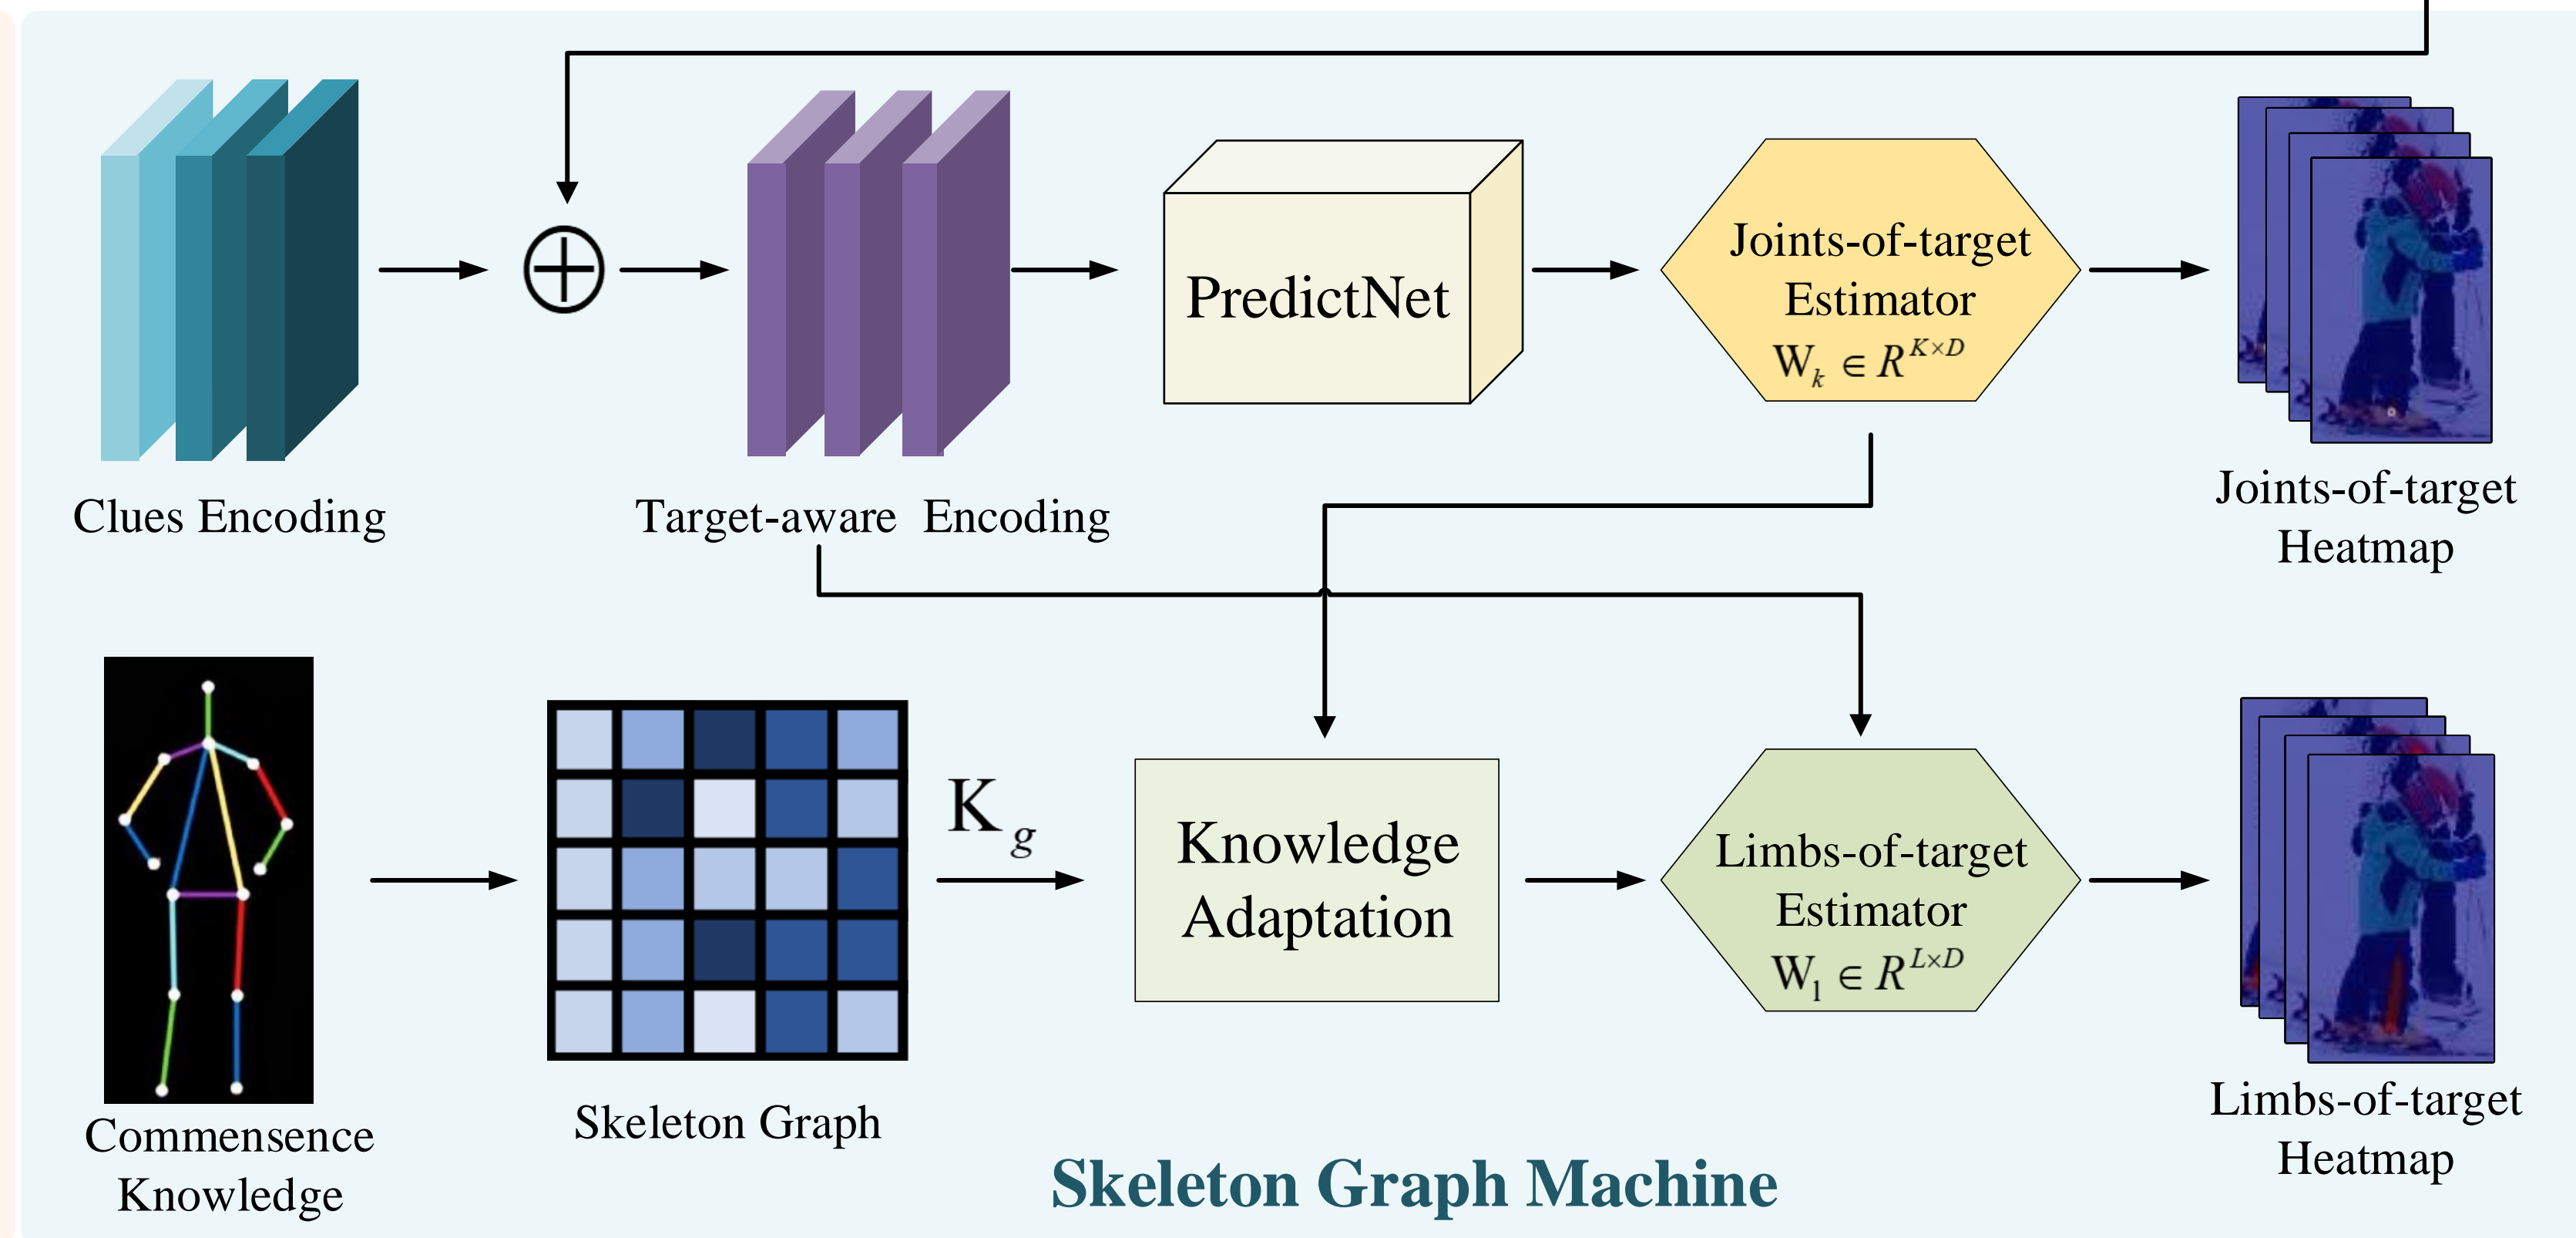 Clues Encoding
Target-aware Encoding
PredictNet
Joints-of-target
Estimator
W_k ∈ R^{K×D}
Joints-of-target
Heatmap
Commensence
Knowledge
Skeleton Graph
K_g
Knowledge
Adaptation
Limbs-of-target
Estimator
W_l ∈ R^{L×D}
Limbs-of-target
Heatmap
Skeleton Graph Machine